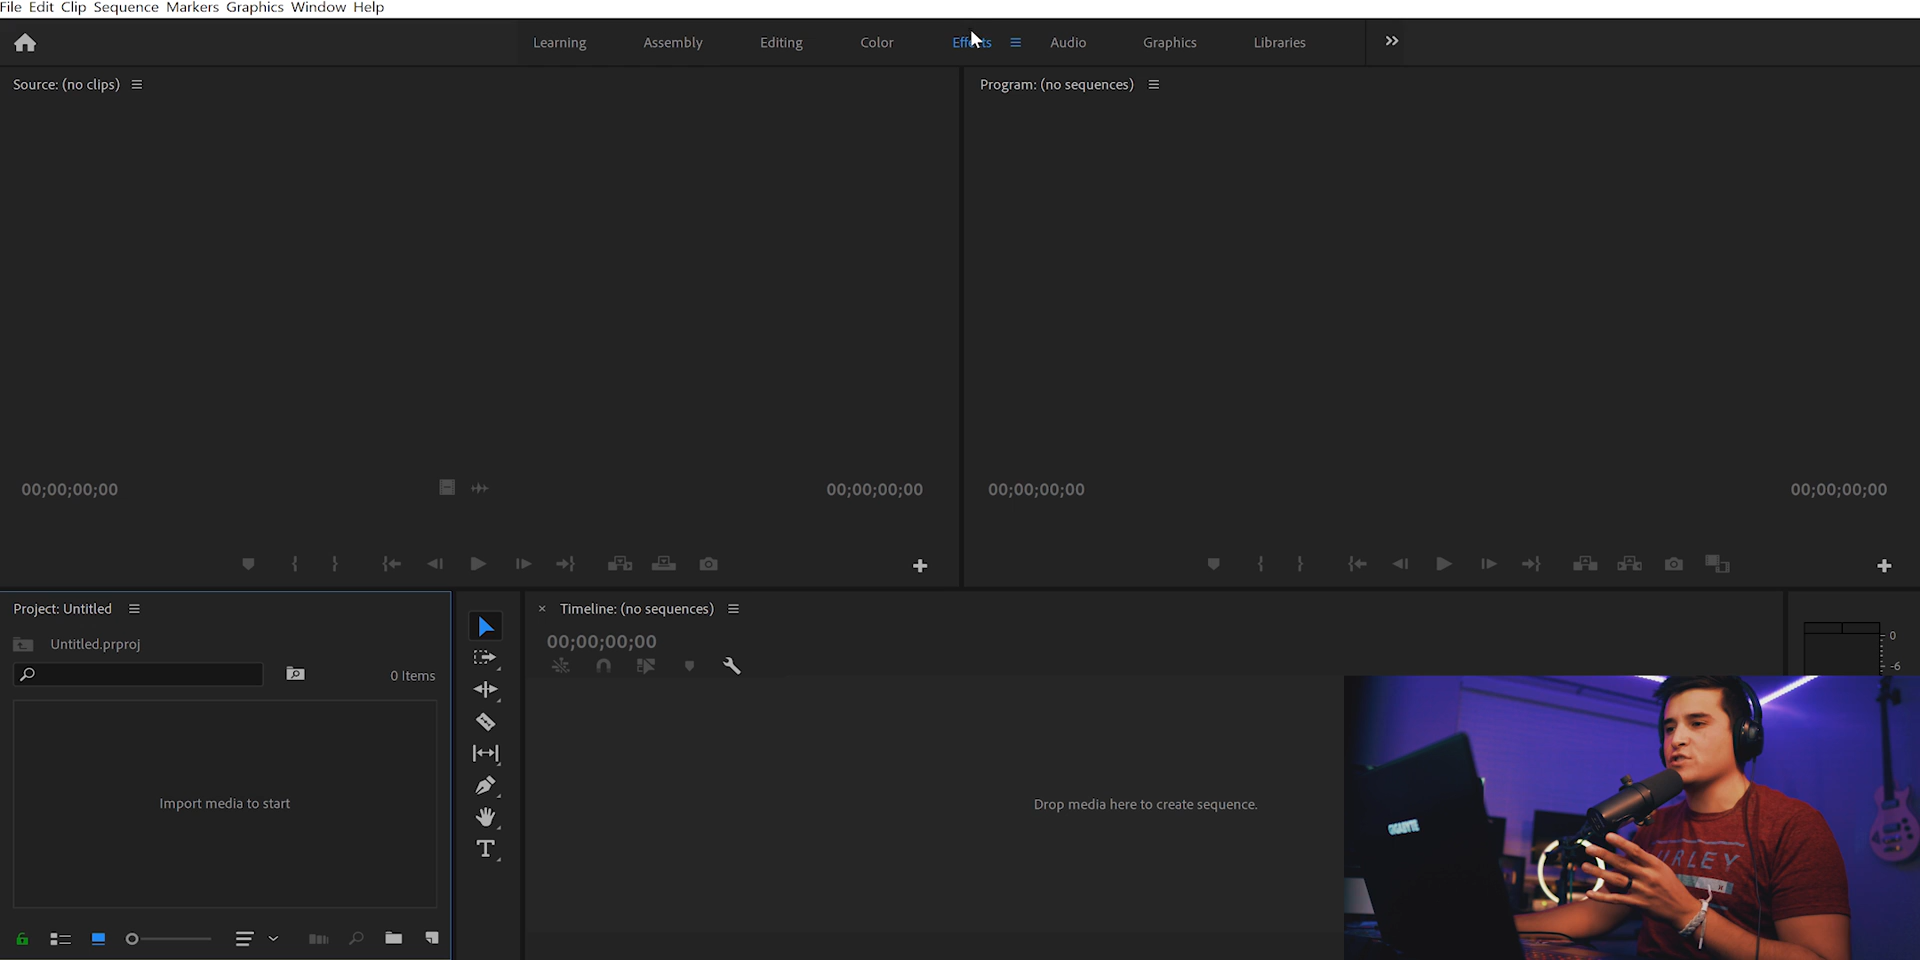 File Edit Clip Sequence Markers Graphics Window Help
Learning Assembly Editing Color Effects Audio Graphics Libraries
Source: (no clips)
Program: (no sequences)
00;00;00;00
00;00;00;00
00;00;00;00
00;00;00;00
Project: Untitled
Timeline: (no sequences)
Untitled.prproj
00;00;00;00
0 Items
0
-6
Import media to start
Drop media here to create sequence.
GIGABYTE
URLEY